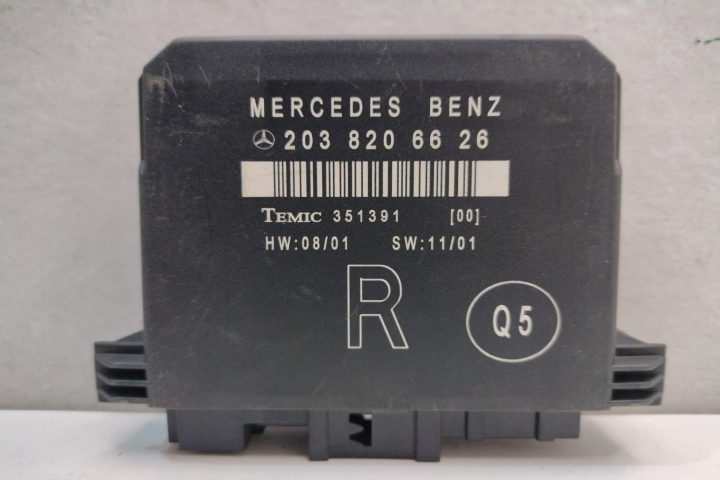 MERCEDES BENZ
203 820 66 26
TEMIC 351391 [00]
HW:08/01 SW:11/01
R
Q5